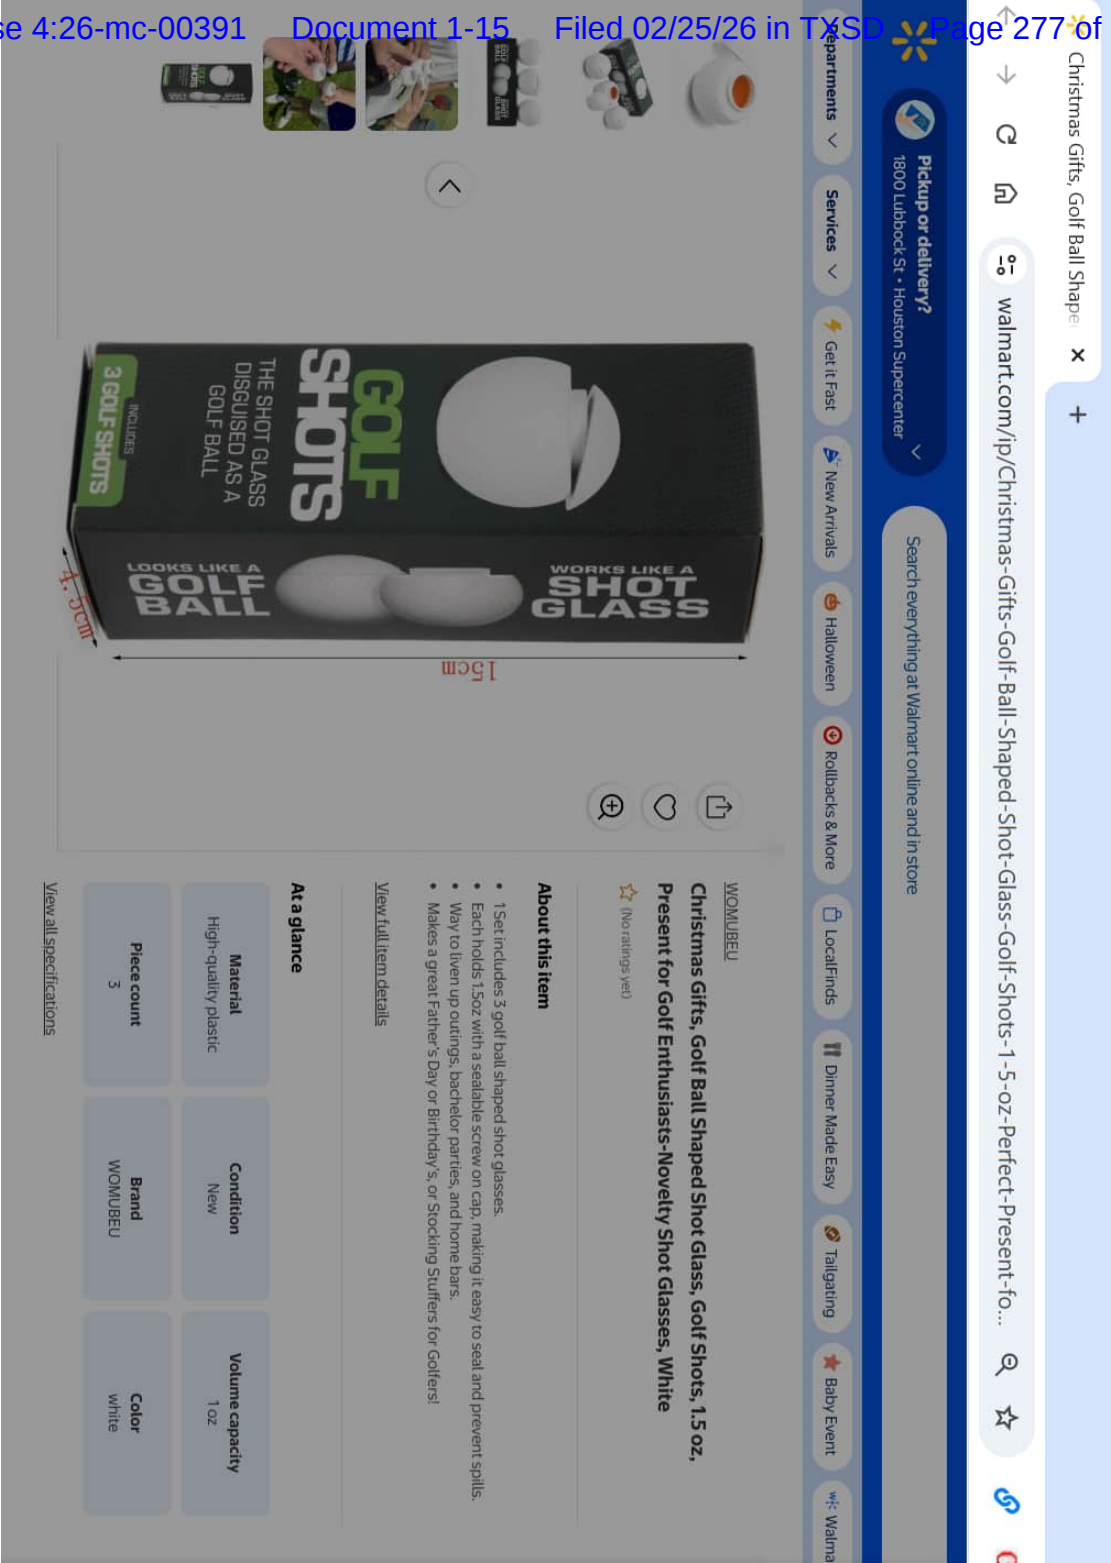 se 4:26-mc-00391 Document 1-15 Filed 02/25/26 in TXSD Page 277 of
Christmas Gifts, Golf Ball Shape
walmart.com/ip/Christmas-Gifts-Golf-Ball-Shaped-Shot-Glass-Golf-Shots-1-5-oz-Perfect-Present-fo...
Pickup or delivery?
1800 Lubbock St • Houston Supercenter
Search everything at Walmart online and in store
Departments
Services
Get it Fast
New Arrivals
Halloween
Rollbacks & More
LocalFinds
Dinner Made Easy
Tailgating
Baby Event
Walma
GOLF
SHOTS
THE SHOT GLASS
DISGUISED AS A
GOLF BALL
INCLUDES
3 GOLF SHOTS
WORKS LIKE A
SHOT
GLASS
LOOKS LIKE A
GOLF
BALL
4.5cm
15cm
WOMUBEU
Christmas Gifts, Golf Ball Shaped Shot Glass, Golf Shots, 1.5 oz,
Present for Golf Enthusiasts-Novelty Shot Glasses, White
(No ratings yet)
About this item
• 1 Set includes 3 golf ball shaped shot glasses.
• Each holds 1.5oz with a sealable screw on cap, making it easy to seal and prevent spills.
• Way to liven up outings, bachelor parties, and home bars.
• Makes a great Father's Day or Birthday's, or Stocking Stuffers for Golfers!
View full item details
At a glance
Material
High-quality plastic
Condition
New
Volume capacity
1 oz
Piece count
3
Brand
WOMUBEU
Color
white
View all specifications